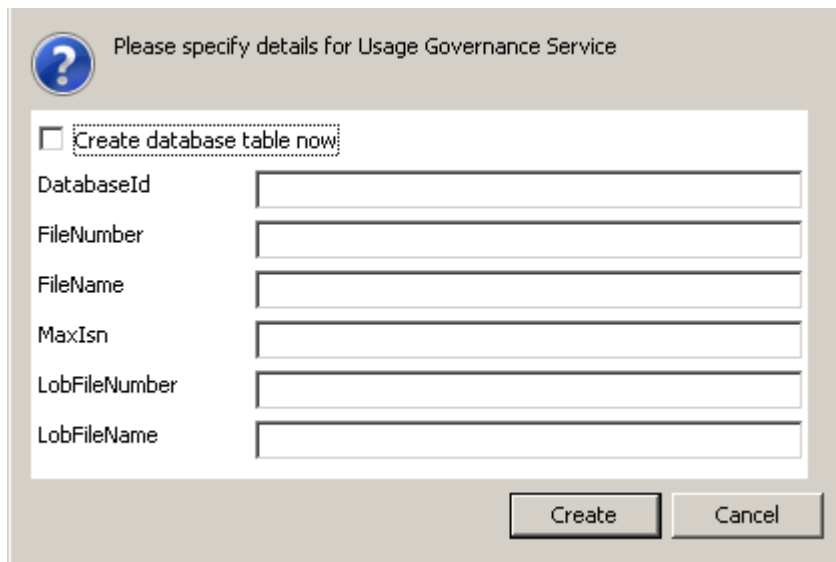 Please specify details for Usage Governance Service
Create database table now
DatabaseId
FileNumber
FileName
MaxIsn
LobFileNumber
LobFileName
Create Cancel